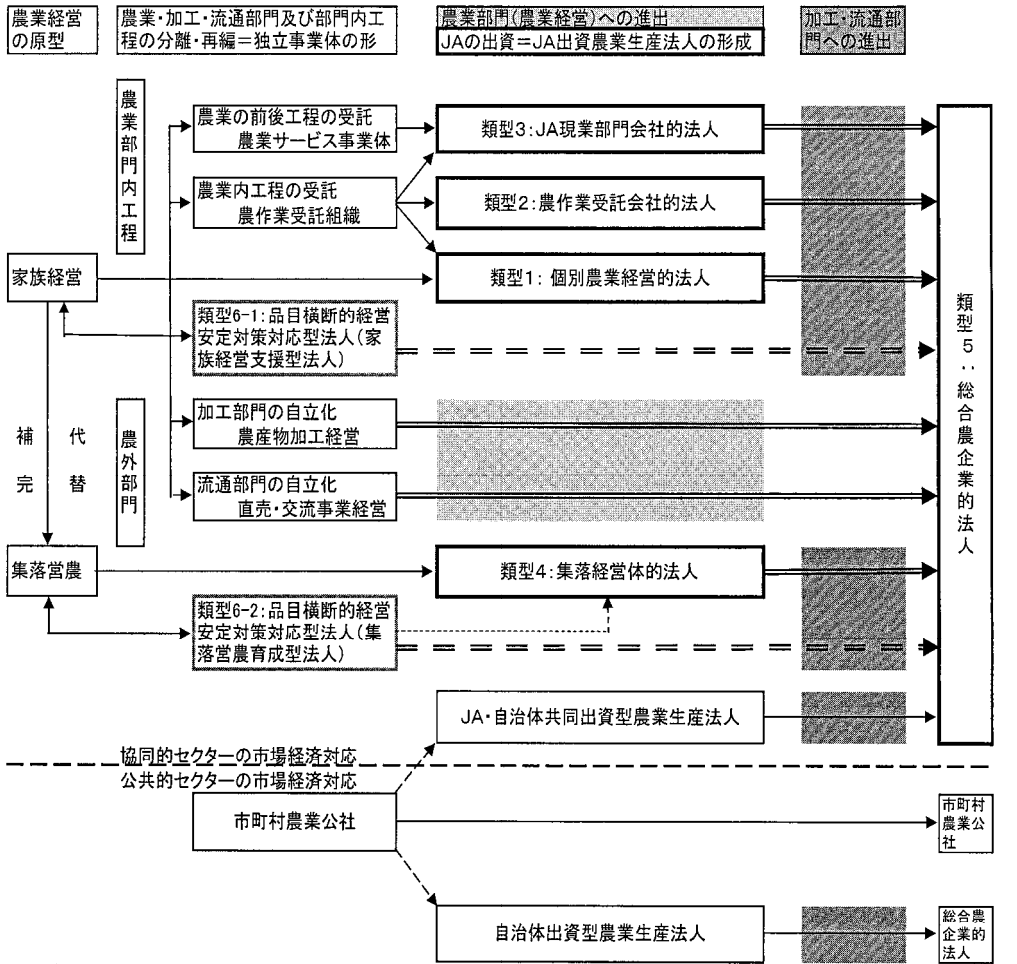 農業経営
の原型
農業・加工・流通部門及び部門内工
程の分離・再編＝独立事業体の形
農業部門(農業経営)への進出
JAの出資＝JA出資農業生産法人の形成
加工・流通部
門への進出
農業部門内工程
農業の前後工程の受託
農業サービス事業体
類型3：JA現業部門会社的法人
農業内工程の受託
農作業受託組織
類型2：農作業受託会社的法人
家族経営
類型1：個別農業経営的法人
類型6-1：品目横断的経営
安定対策対応型法人(家
族経営支援型法人)
類型5：総合農企業的法人
補完
代替
農外部門
加工部門の自立化
農産物加工経営
流通部門の自立化
直売・交流事業経営
集落営農
類型4：集落経営体的法人
類型6-2：品目横断的経営
安定対策対応型法人(集
落営農育成型法人)
JA・自治体共同出資型農業生産法人
協同的セクターの市場経済対応
公共的セクターの市場経済対応
市町村農業公社
市町村
農業公
社
自治体出資型農業生産法人
総合農
企業的
法人